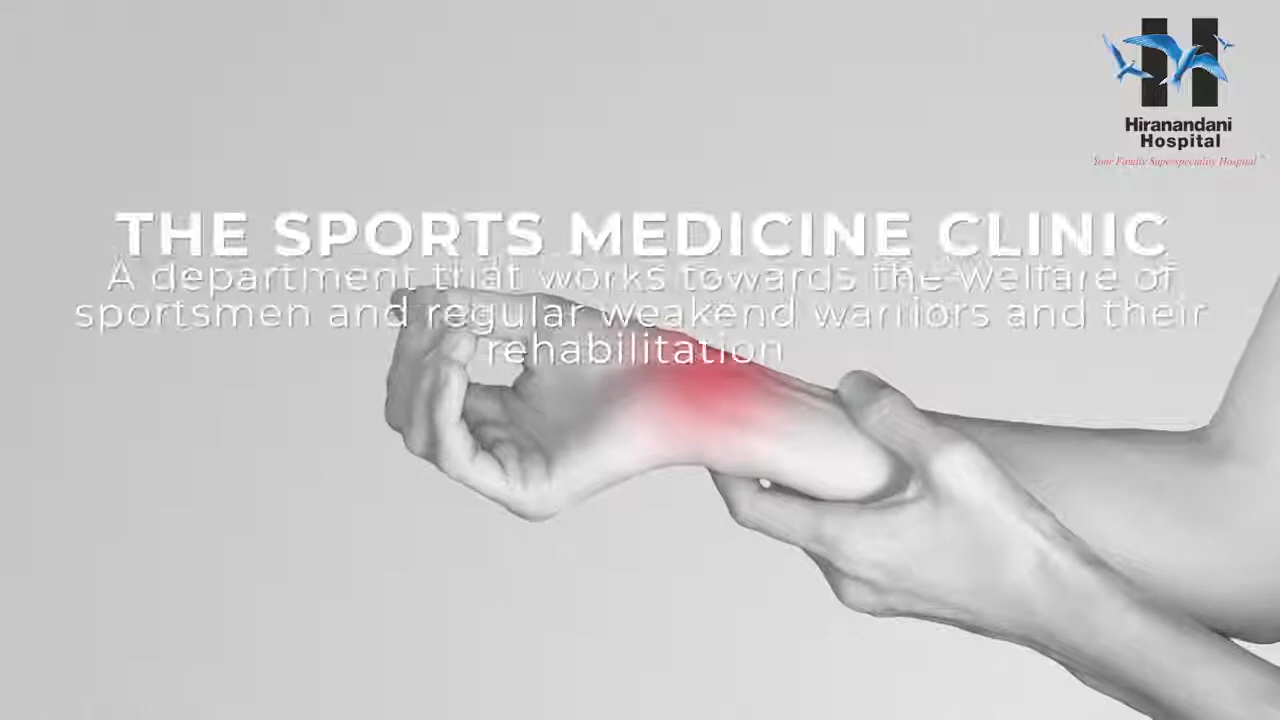 Hiranandani
Hospital
Your Family Superspeciality Hospital
THE SPORTS MEDICINE CLINIC
A department that works towards the welfare of
sportsmen and regular weakend warriors and their
rehabilitation